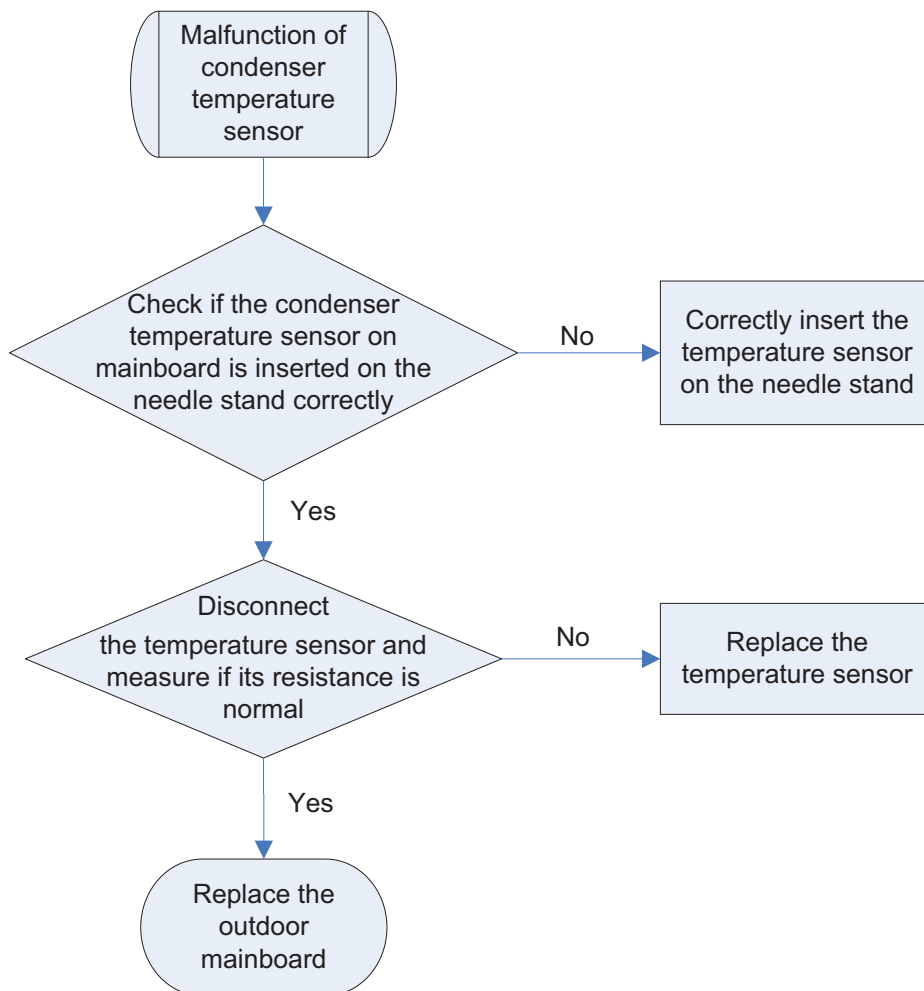 Malfunction of
condenser
temperature
sensor
Check if the condenser
temperature sensor on
mainboard is inserted on the
needle stand correctly
No
Correctly insert the
temperature sensor
on the needle stand
Yes
Disconnect
the temperature sensor and
measure if its resistance is
normal
No
Replace the
temperature sensor
Yes
Replace the
outdoor
mainboard